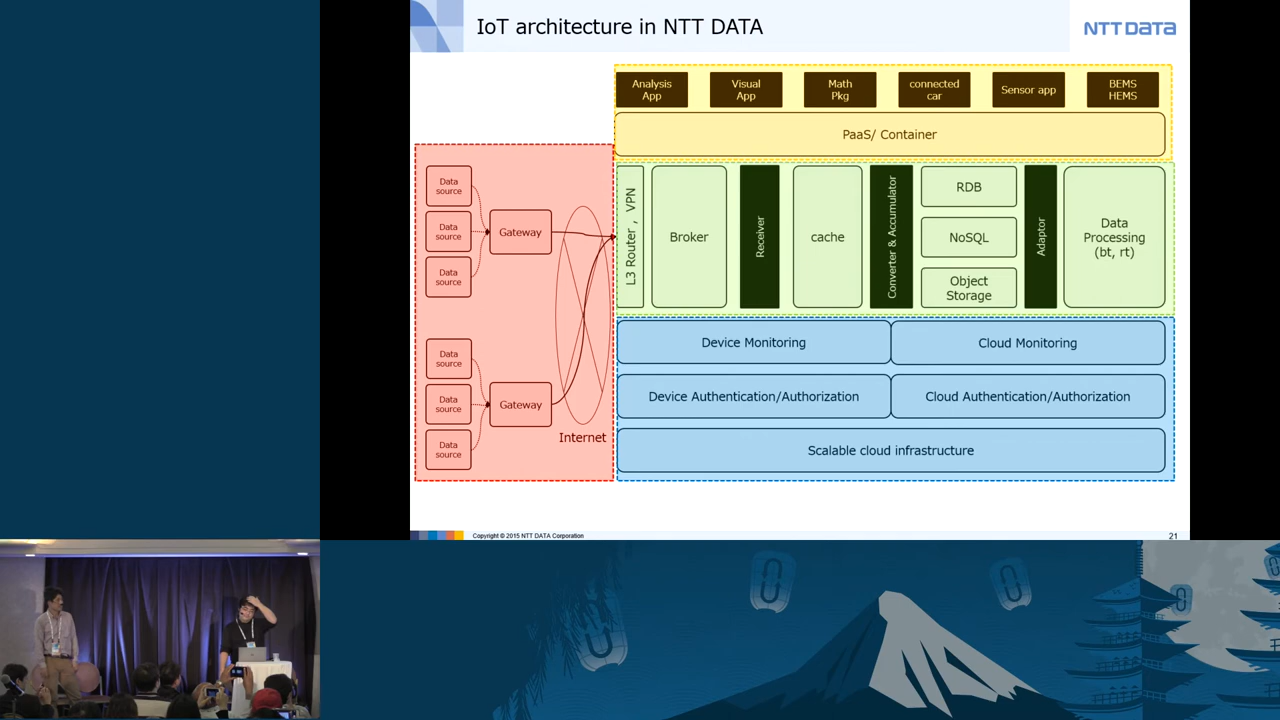 IoT architecture in NTT DATA
NTT DATA
Analysis
App
Visual
App
Math
Pkg
connected
car
Sensor app
BEMS
HEMS
PaaS/ Container
Data
source
Data
source
Data
source
Gateway
Data
source
Data
source
Data
source
Gateway
Internet
L3 Router , VPN
Broker
Receiver
cache
Converter & Accumulator
RDB
NoSQL
Object
Storage
Adaptor
Data
Processing
(bt, rt)
Device Monitoring
Cloud Monitoring
Device Authentication/Authorization
Cloud Authentication/Authorization
Scalable cloud infrastructure
Copyright © 2015 NTT DATA Corporation
21